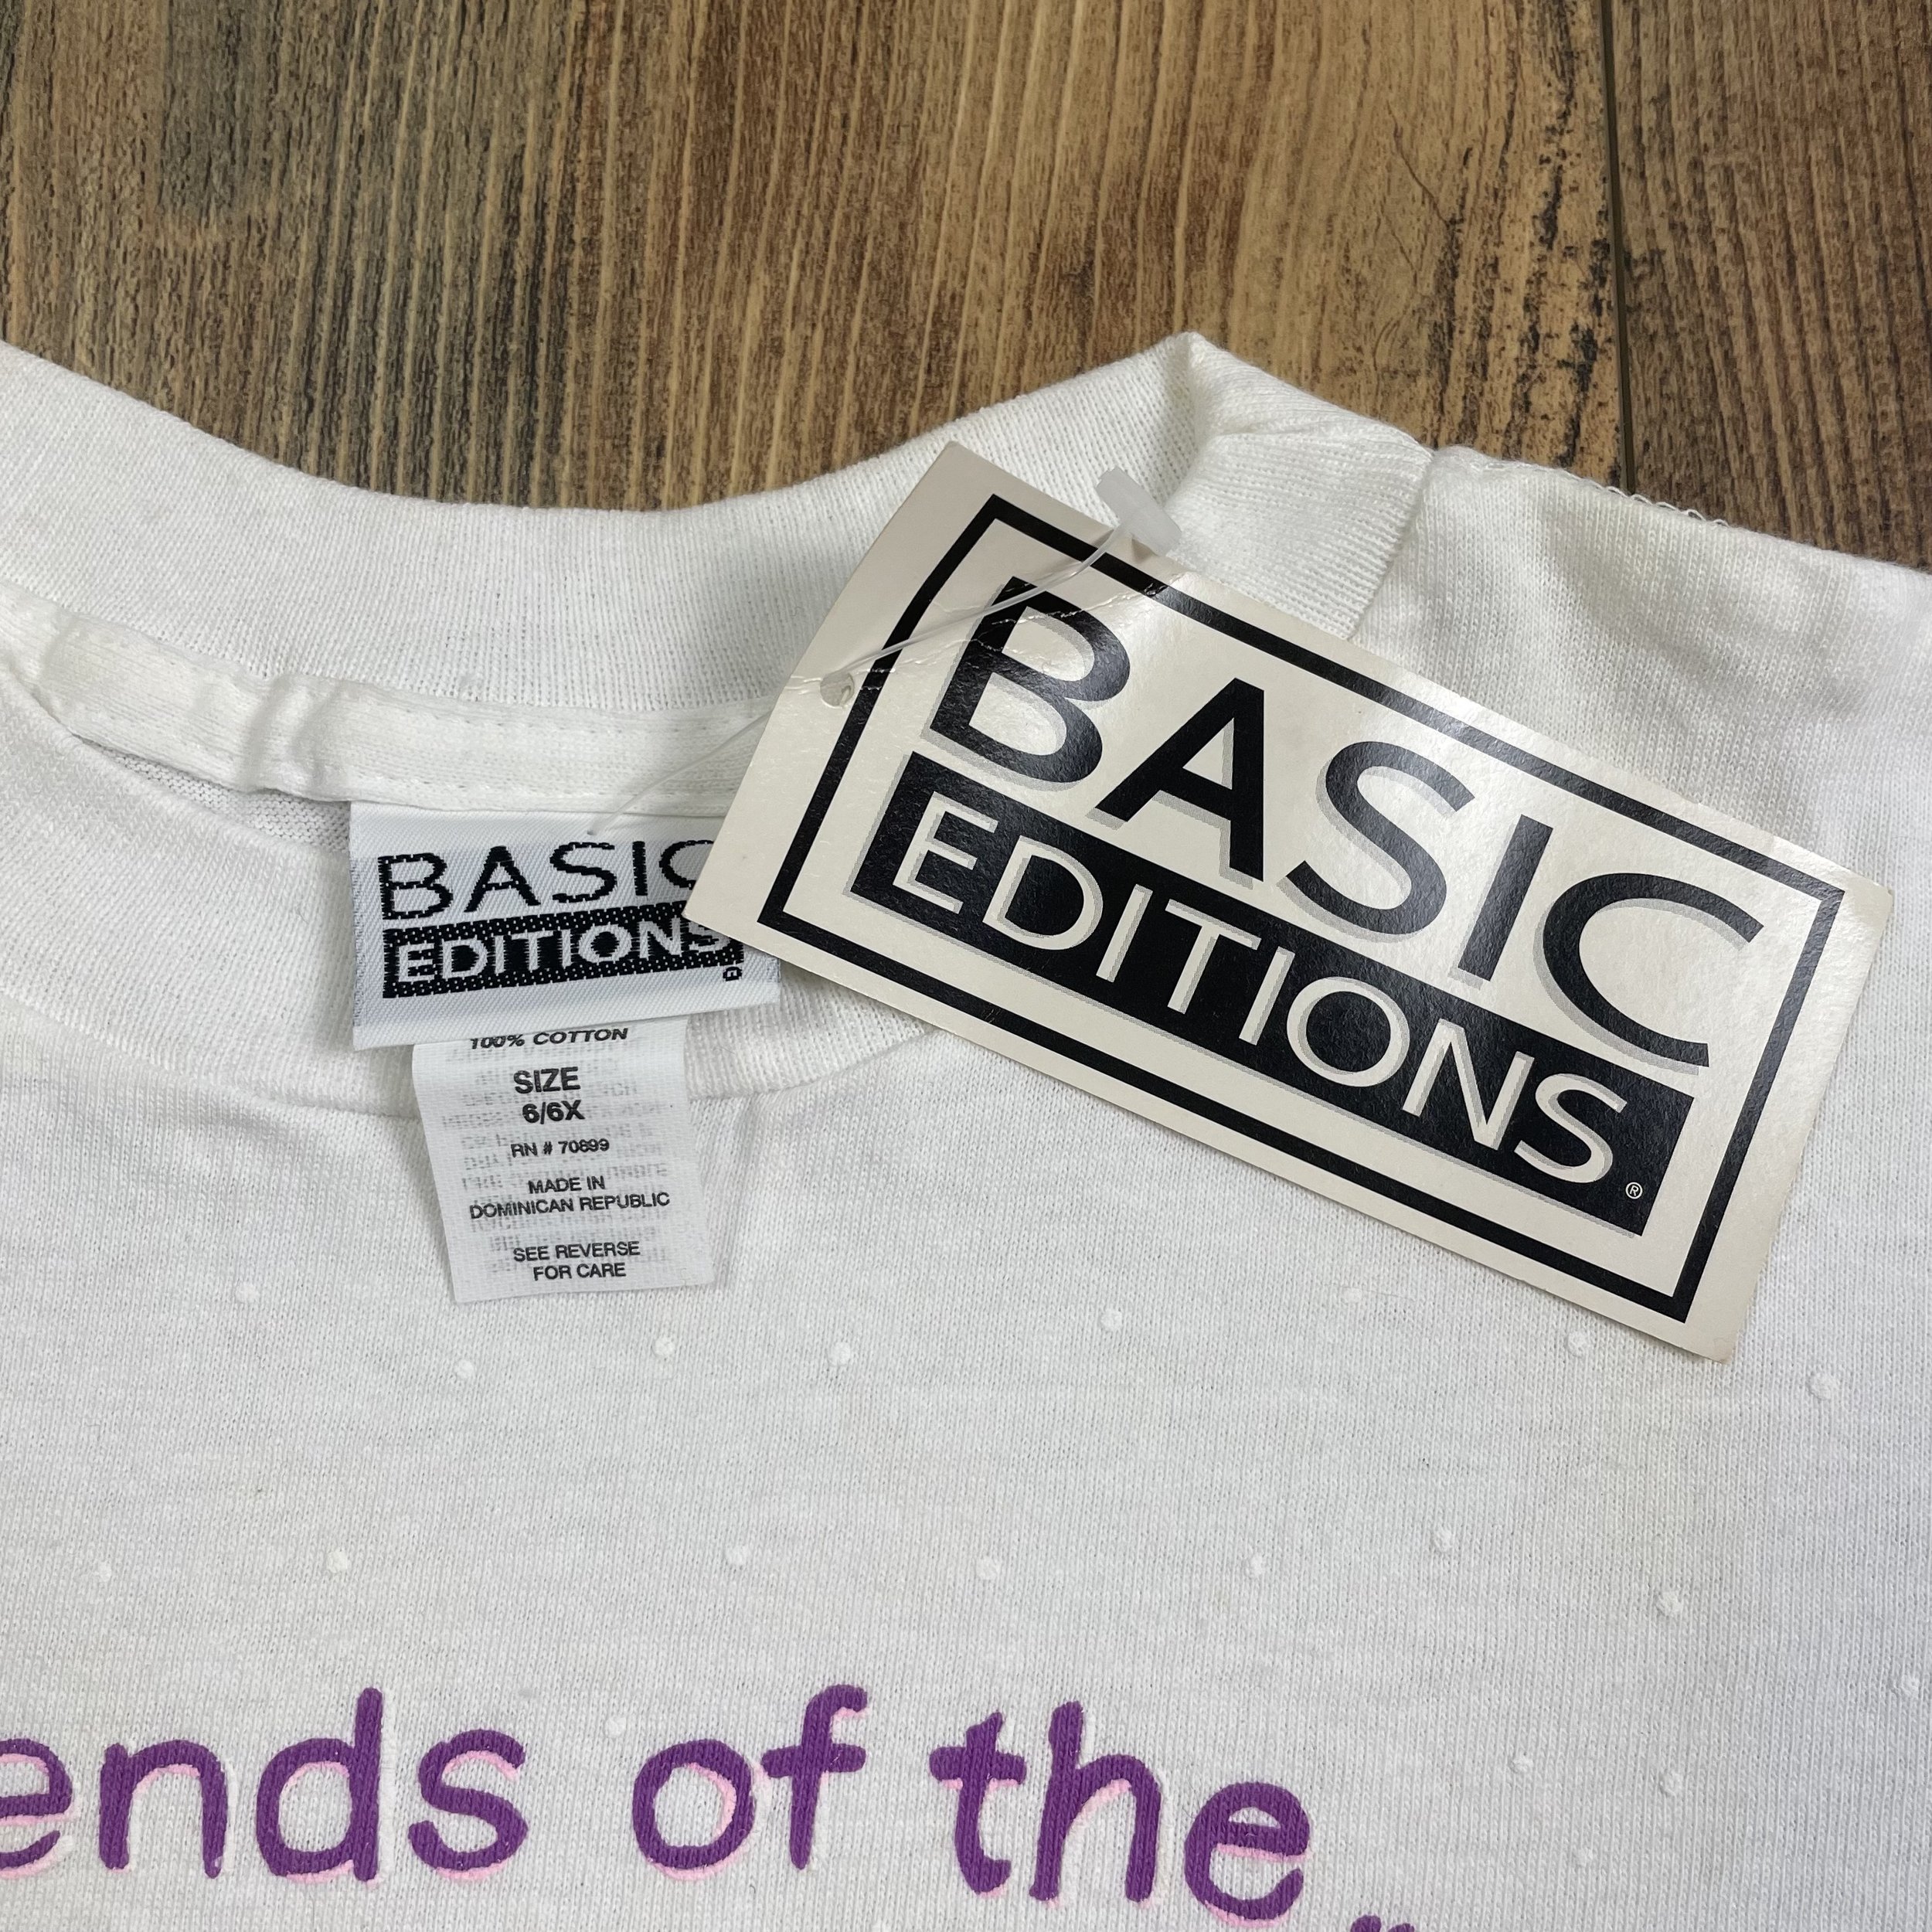 BASIC
EDITIONS®
BASIC
EDITIONS
100% COTTON
SIZE
6/6X
RN # 70899
MADE IN
DOMINICAN REPUBLIC
SEE REVERSE
FOR CARE
ends of the